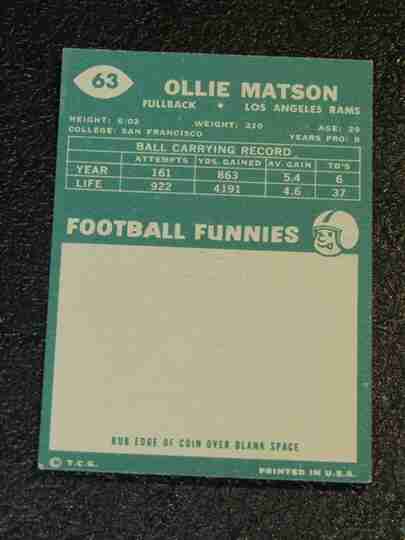 63
OLLIE MATSON
FULLBACK • LOS ANGELES RAMS
HEIGHT: 6:02 WEIGHT: 210 AGE: 29
COLLEGE: SAN FRANCISCO YEARS PRO: 8
BALL CARRYING RECORD
ATTEMPTS YDS. GAINED AV. GAIN TD'S
YEAR 161 863 5.4 6
LIFE 922 4191 4.6 37
FOOTBALL FUNNIES
RUB EDGE OF COIN OVER BLANK SPACE
© T.C.G. PRINTED IN U.S.A.